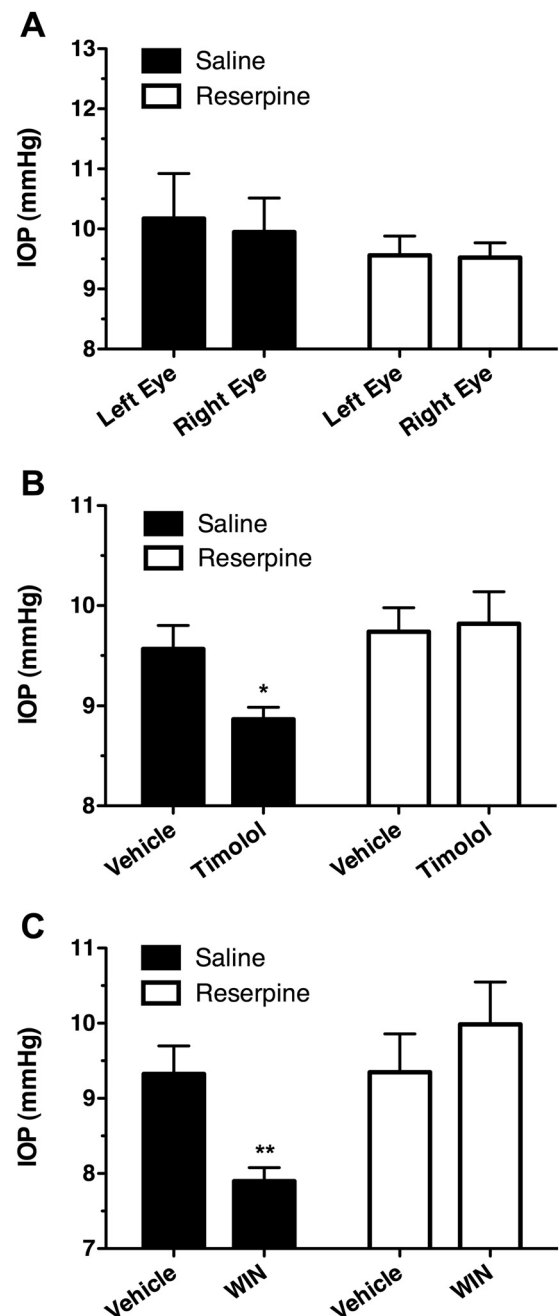 A
13
12
11
10
9
8
IOP (mmHg)
Saline
Reserpine
Left Eye
Right Eye
Left Eye
Right Eye
B
11
10
9
8
IOP (mmHg)
Saline
Reserpine
*
Vehicle
Timolol
Vehicle
Timolol
C
11
10
9
8
7
IOP (mmHg)
Saline
Reserpine
**
Vehicle
WIN
Vehicle
WIN